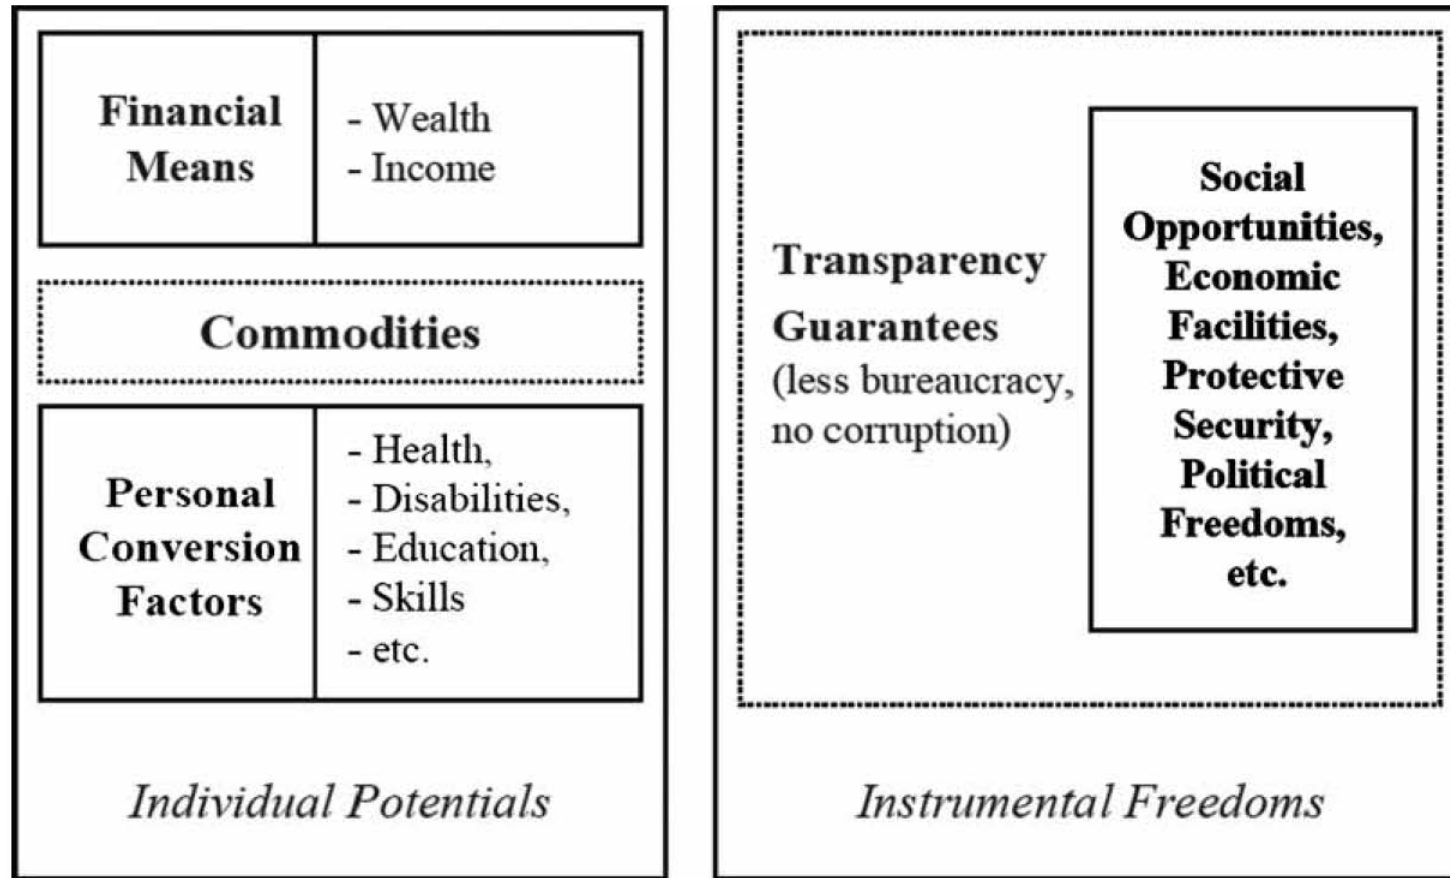 Financial
Means
- Wealth
- Income
Commodities
Personal
Conversion
Factors
- Health,
- Disabilities,
- Education,
- Skills
- etc.
Individual Potentials
Transparency
Guarantees
(less bureaucracy,
no corruption)
Social
Opportunities,
Economic
Facilities,
Protective
Security,
Political
Freedoms,
etc.
Instrumental Freedoms